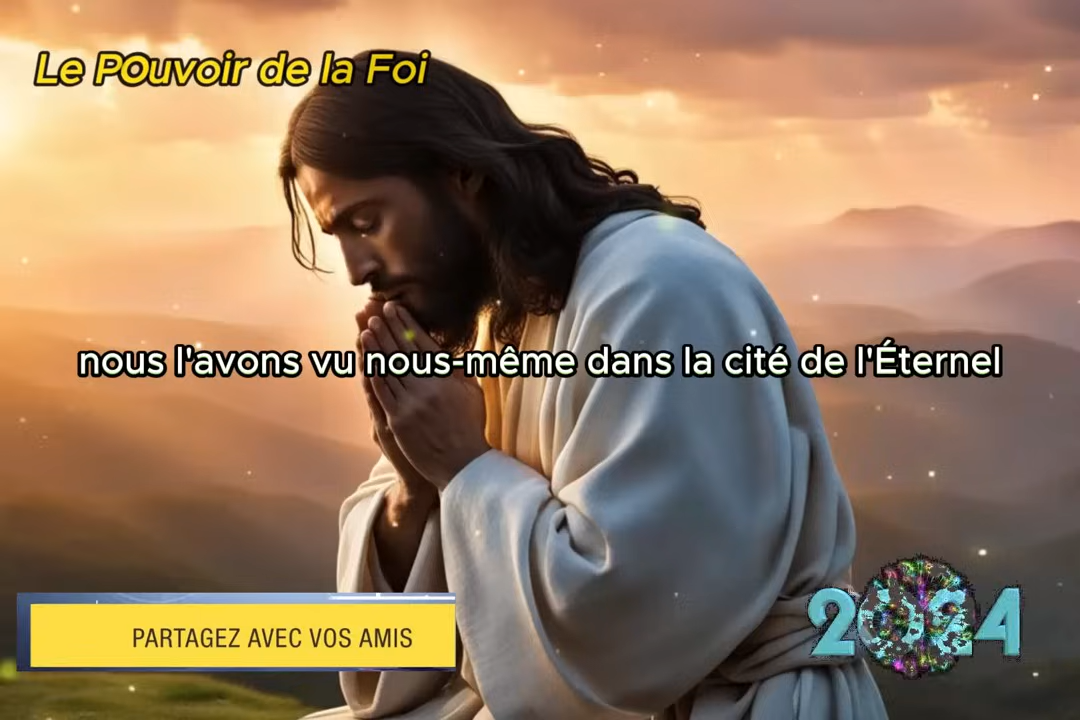 Le POuvoir de la Foi
nous l'avons vu nous-même dans la cité de l'Éternel
PARTAGEZ AVEC VOS AMIS
2024